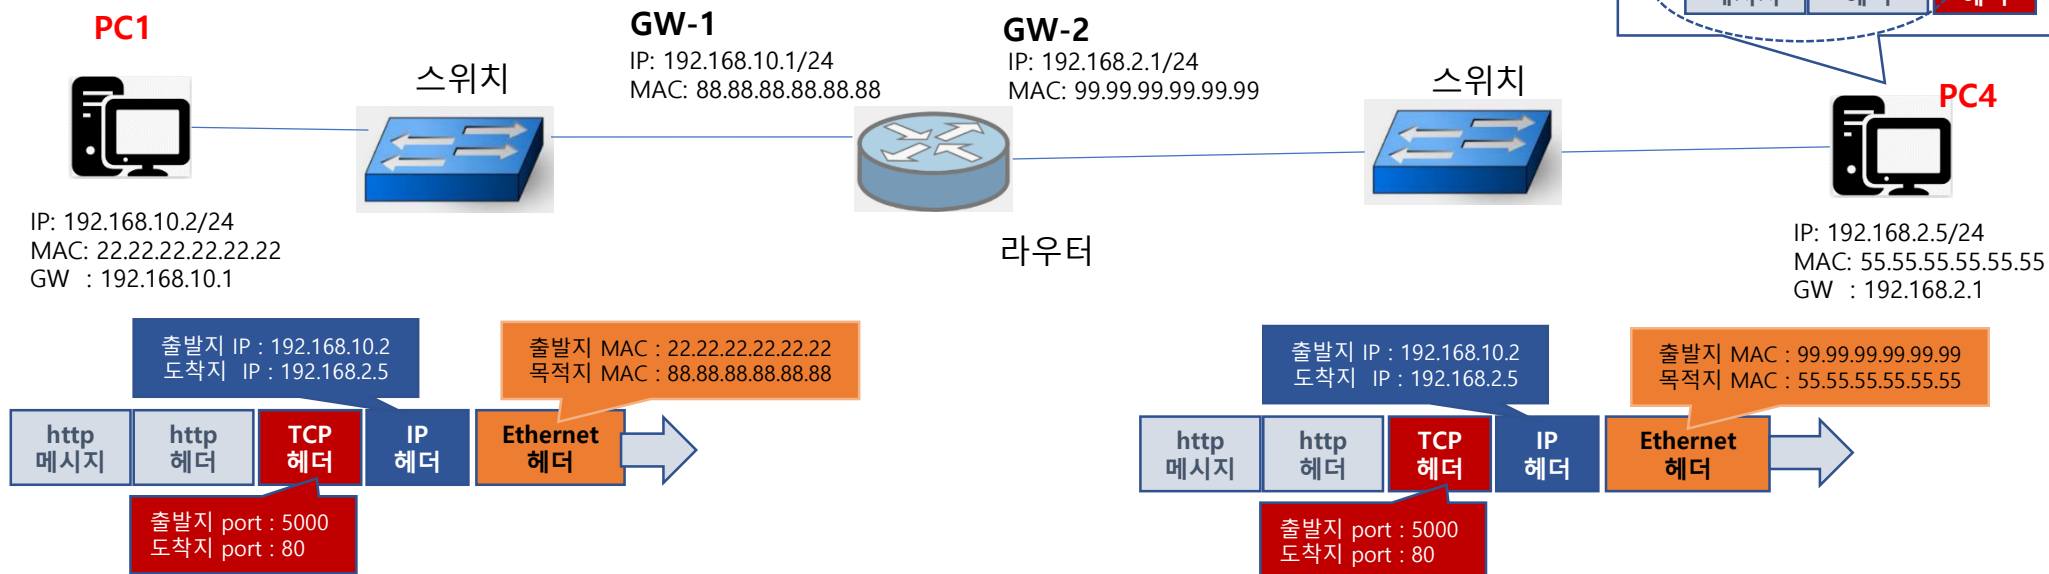 PC1
GW-1
IP: 192.168.10.1/24
MAC: 88.88.88.88.88.88
GW-2
IP: 192.168.2.1/24
MAC: 99.99.99.99.99.99
스위치
스위치
PC4
라우터
IP: 192.168.10.2/24
MAC: 22.22.22.22.22.22
GW : 192.168.10.1
IP: 192.168.2.5/24
MAC: 55.55.55.55.55.55
GW : 192.168.2.1
출발지 IP : 192.168.10.2
도착지 IP : 192.168.2.5
출발지 MAC : 22.22.22.22.22.22
목적지 MAC : 88.88.88.88.88.88
http
메시지
http
헤더
TCP
헤더
IP
헤더
Ethernet
헤더
출발지 port : 5000
도착지 port : 80
출발지 IP : 192.168.10.2
도착지 IP : 192.168.2.5
출발지 MAC : 99.99.99.99.99.99
목적지 MAC : 55.55.55.55.55.55
http
메시지
http
헤더
TCP
헤더
IP
헤더
Ethernet
헤더
출발지 port : 5000
도착지 port : 80